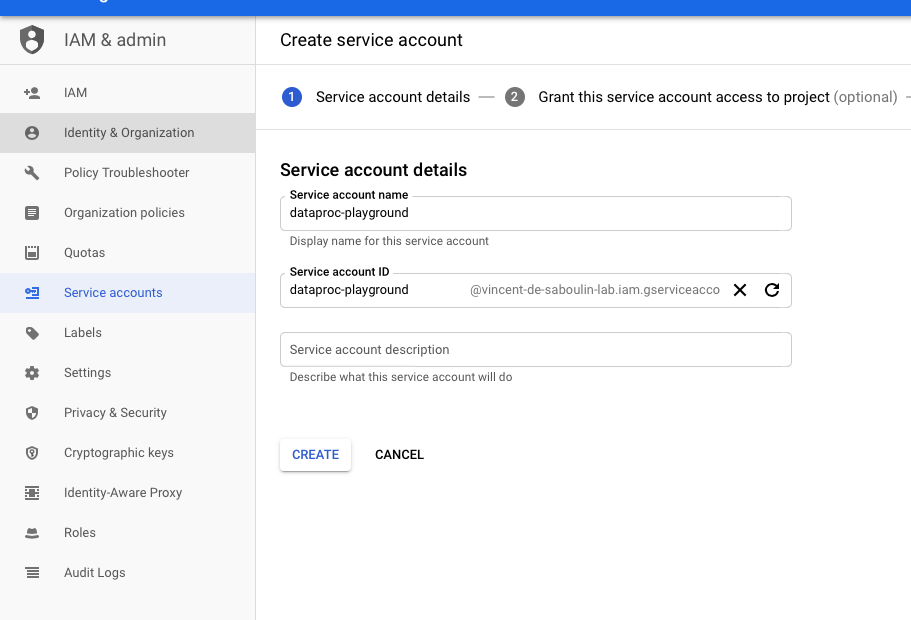 IAM & admin
Create service account
IAM
1 Service account details — 2 Grant this service account access to project (optional)
Identity & Organization
Policy Troubleshooter
Service account details
Service account name
dataproc-playground
Organization policies
Display name for this service account
Quotas
Service account ID
dataproc-playground @vincent-de-saboulin-lab.iam.gserviceacco
Service accounts
Labels
Service account description
Settings
Describe what this service account will do
Privacy & Security
Cryptographic keys
CREATE CANCEL
Identity-Aware Proxy
Roles
Audit Logs